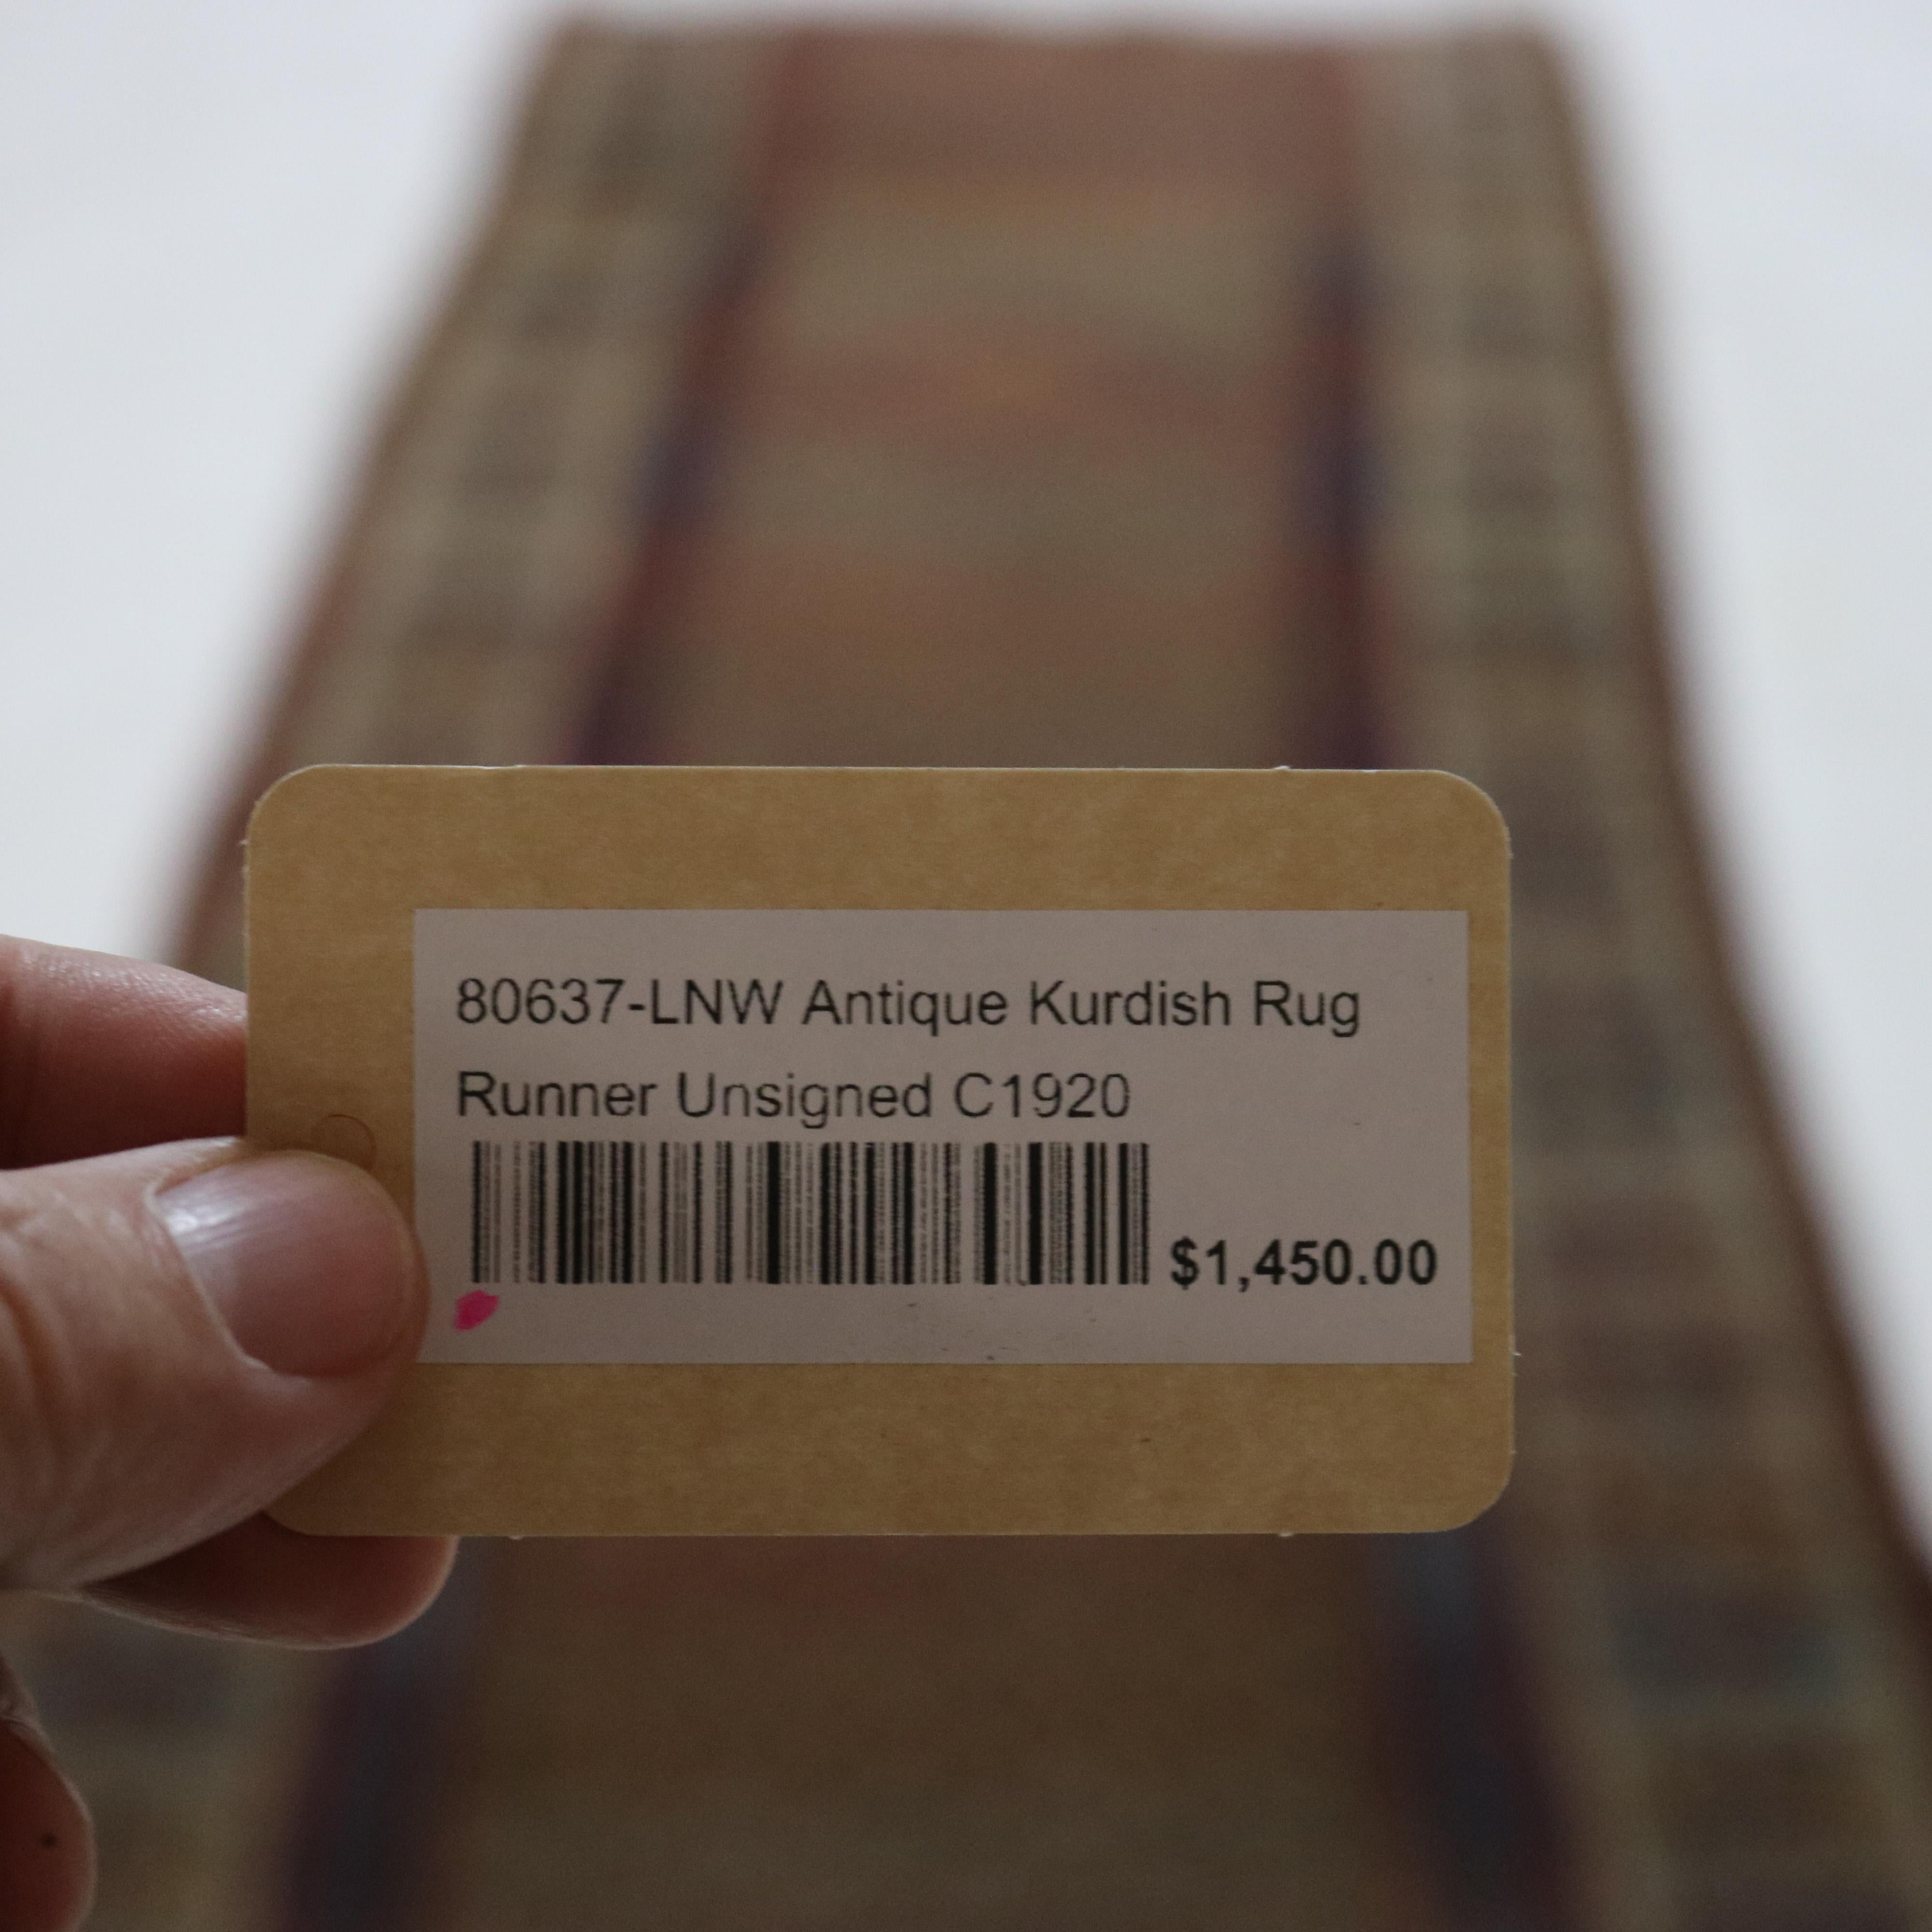 80637-LNW Antique Kurdish Rug
Runner Unsigned C1920
$1,450.00